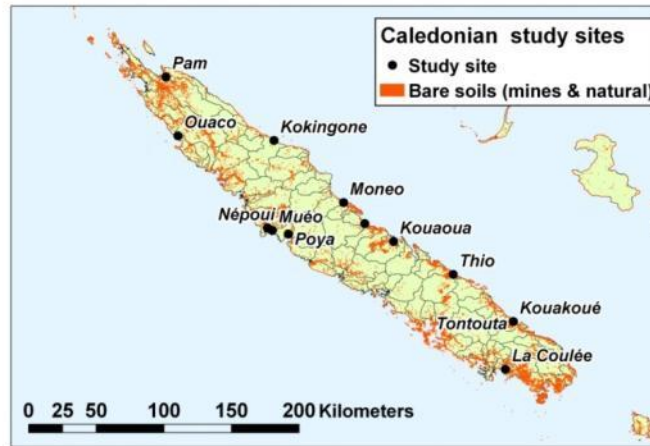 Caledonian study sites
Study site
Bare soils (mines & natural)
Pam
Ouaco
Kokingone
Moneo
Népoui Muéo
Poya
Kouaoua
Thio
Kouakoué
Tontouta
La Coulée
0 25 50 100 150 200 Kilometers